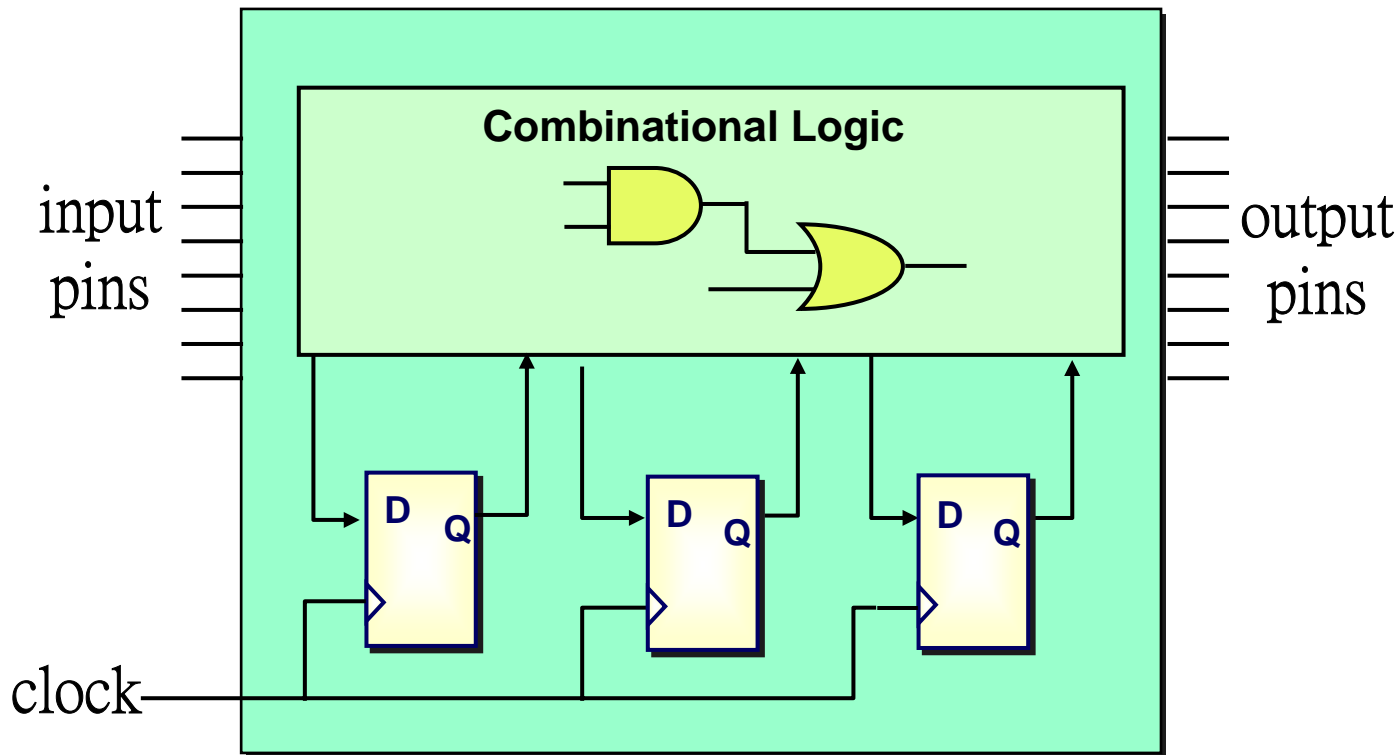 Combinational Logic
input
pins
output
pins
D
Q
D
Q
D
Q
clock